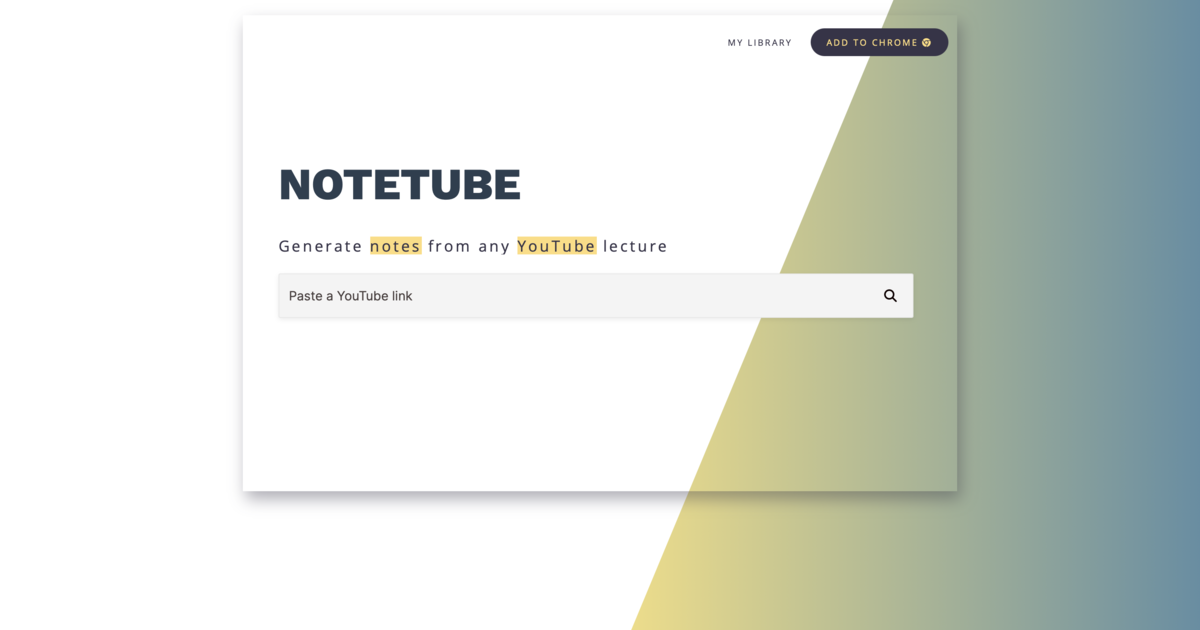 MY LIBRARY
ADD TO CHROME
NOTETUBE
Generate notes from any YouTube lecture
Paste a YouTube link